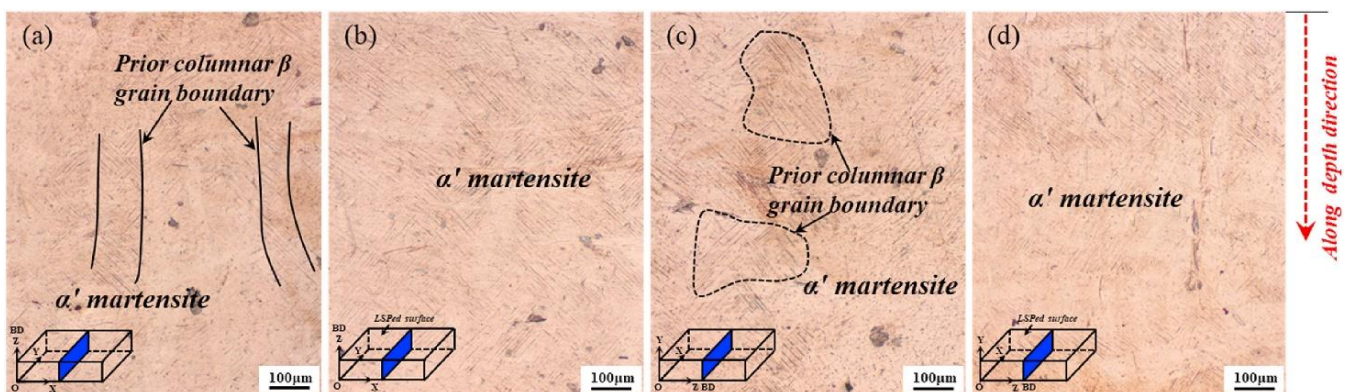 (a)
Prior columnar β
grain boundary
α' martensite
BD
Z
Y
O
X
100μm
(b)
α' martensite
LSPed surface
BD
Z
Y
O
X
100μm
(c)
Prior columnar β
grain boundary
α' martensite
Y
X
O
Z BD
100μm
(d)
α' martensite
LSPed surface
Y
X
O
Z BD
100μm
Along depth direction